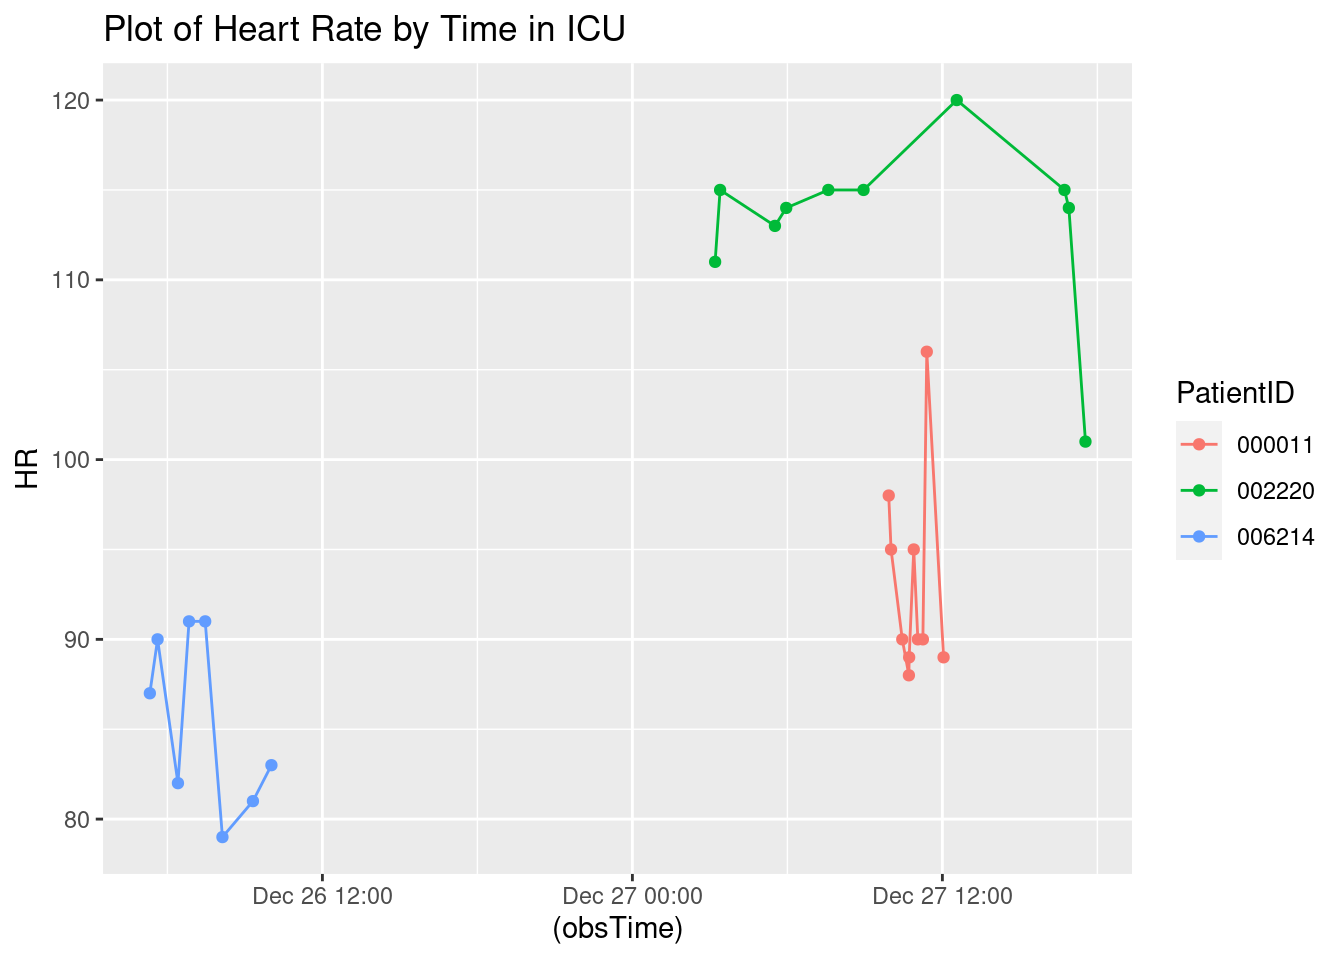 Plot of Heart Rate by Time in ICU
120
110
100
90
80
HR
Dec 26 12:00
Dec 27 00:00
Dec 27 12:00
(obsTime)
PatientID
000011
002220
006214